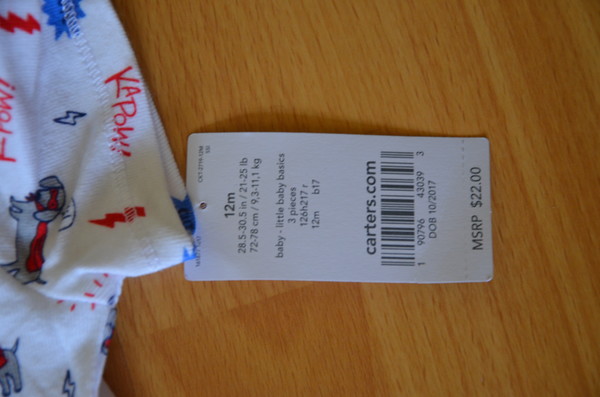 KAPOW!
12m
28.5-30.5 in / 21-25 lb
72-78 cm / 9,3-11,1 kg
baby - little baby basics
3 pieces
126h217 r
12m b17
carters.com
1 90796 43039 3
DOB 10/2017
MSRP $22.00